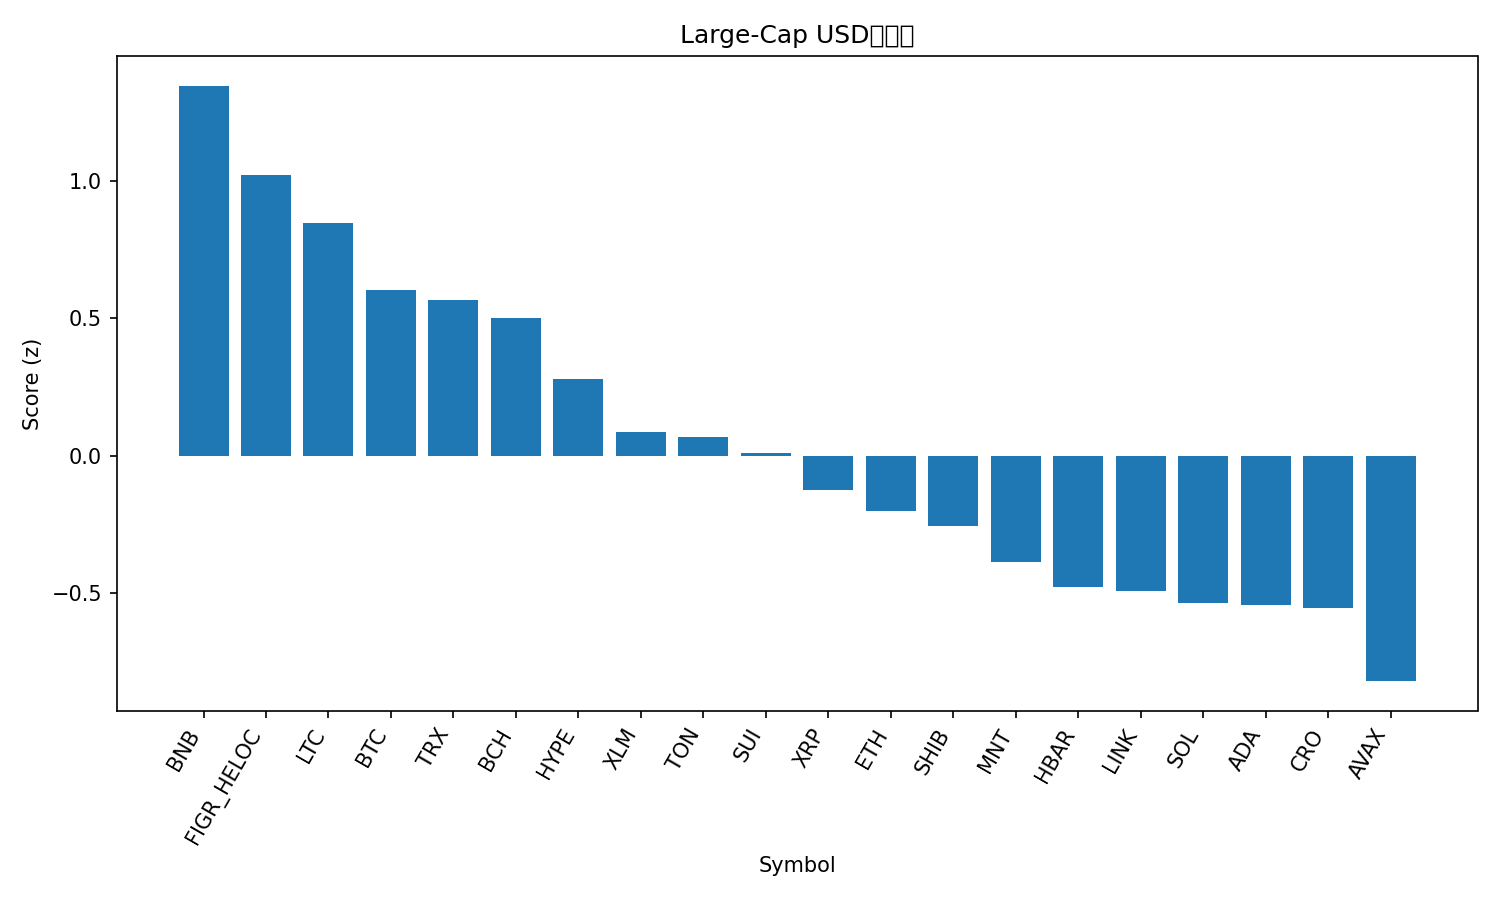 Large-Cap USD
Score (z)
1.0
0.5
0.0
−0.5
BNB
FIGR_HELOC
LTC
BTC
TRX
BCH
HYPE
XLM
TON
SUI
XRP
ETH
SHIB
MNT
HBAR
LINK
SOL
ADA
CRO
AVAX
Symbol